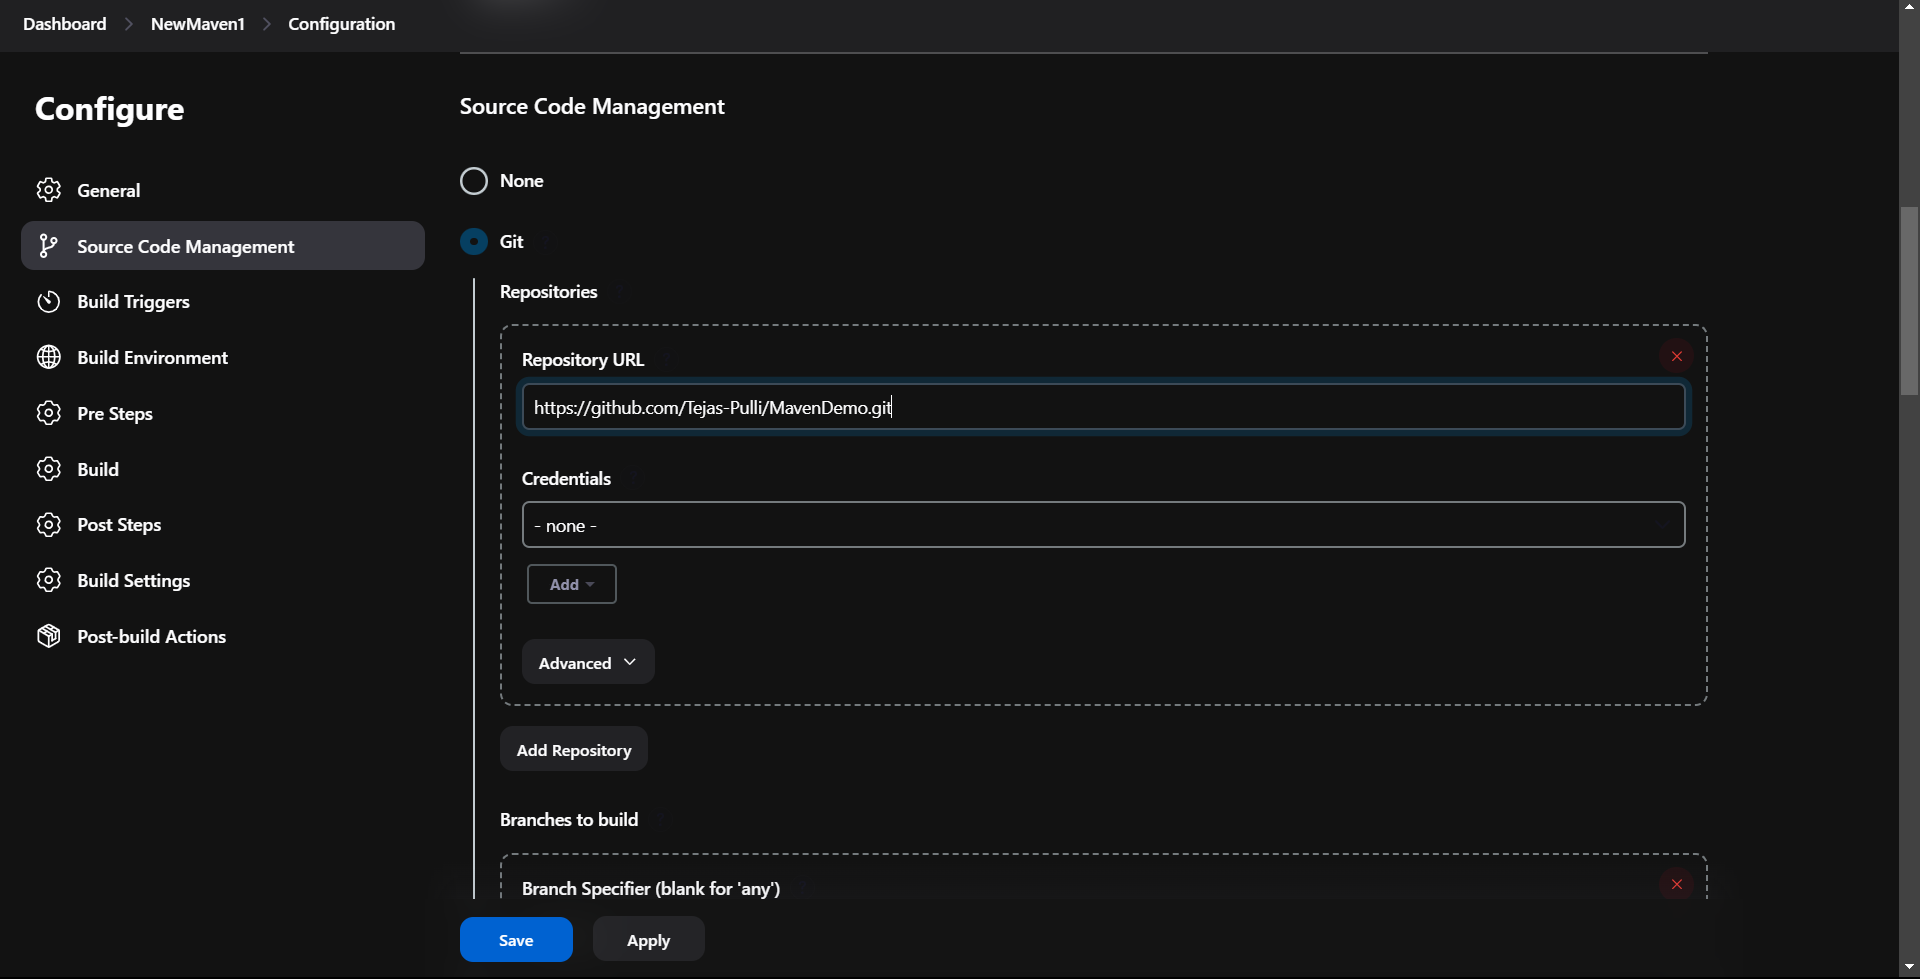 Dashboard NewMaven1 Configuration
Configure
General
Source Code Management
Build Triggers
Build Environment
Pre Steps
Build
Post Steps
Build Settings
Post-build Actions
Source Code Management
None
Git
Repositories
Repository URL
https://github.com/Tejas-Pulli/MavenDemo.git
Credentials
- none -
Add
Advanced
Add Repository
Branches to build
Branch Specifier (blank for 'any')
Save Apply